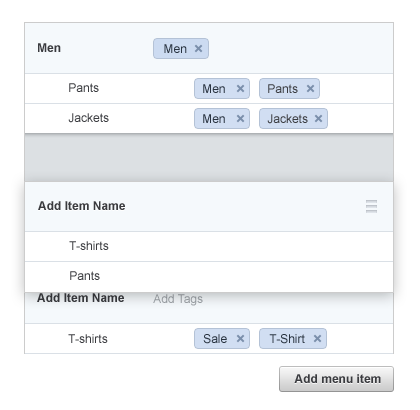 Men Men ×
Pants Men × Pants ×
Jackets Men × Jackets ×
Add Item Name
T-shirts
Pants
Add Item Name Add Tags
T-shirts Sale × T-Shirt ×
Add menu item